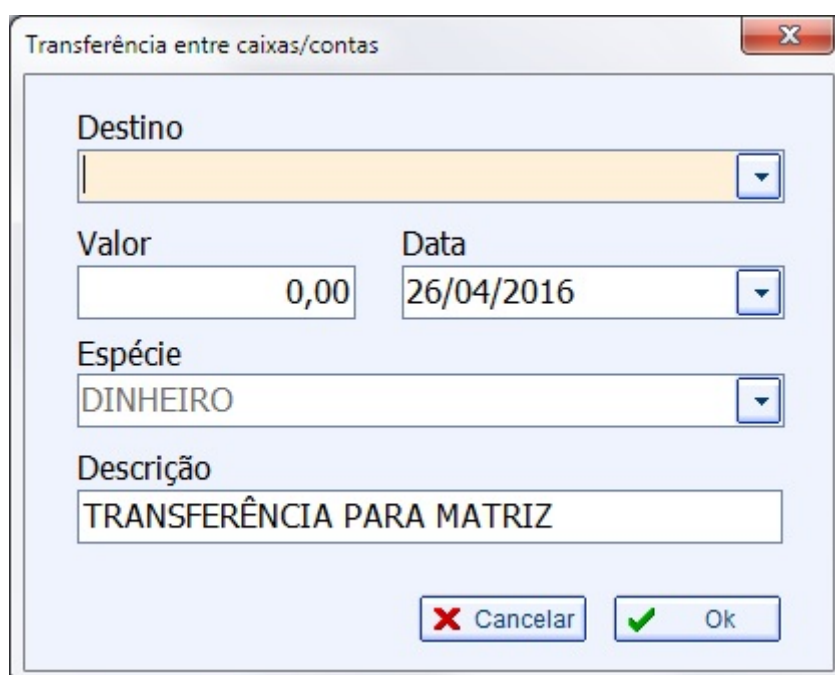 Transferência entre caixas/contas
Destino
Valor Data
0,00 26/04/2016
Espécie
DINHEIRO
Descrição
TRANSFERÊNCIA PARA MATRIZ
Cancelar Ok